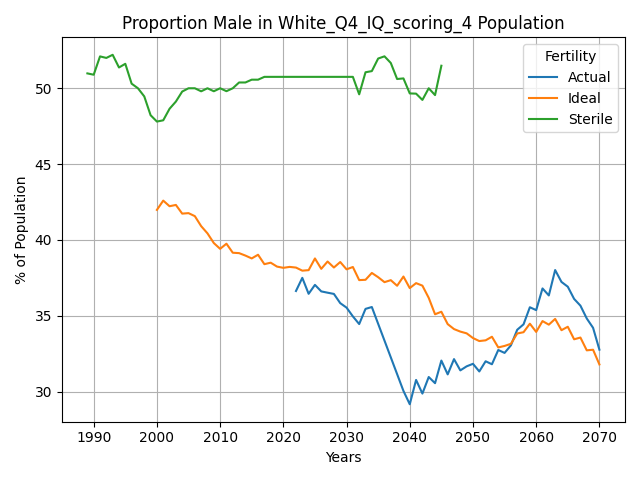 Proportion Male in White_Q4_IQ_scoring_4 Population
Fertility
Actual
Ideal
Sterile
% of Population
50
45
40
35
30
1990 2000 2010 2020 2030 2040 2050 2060 2070
Years